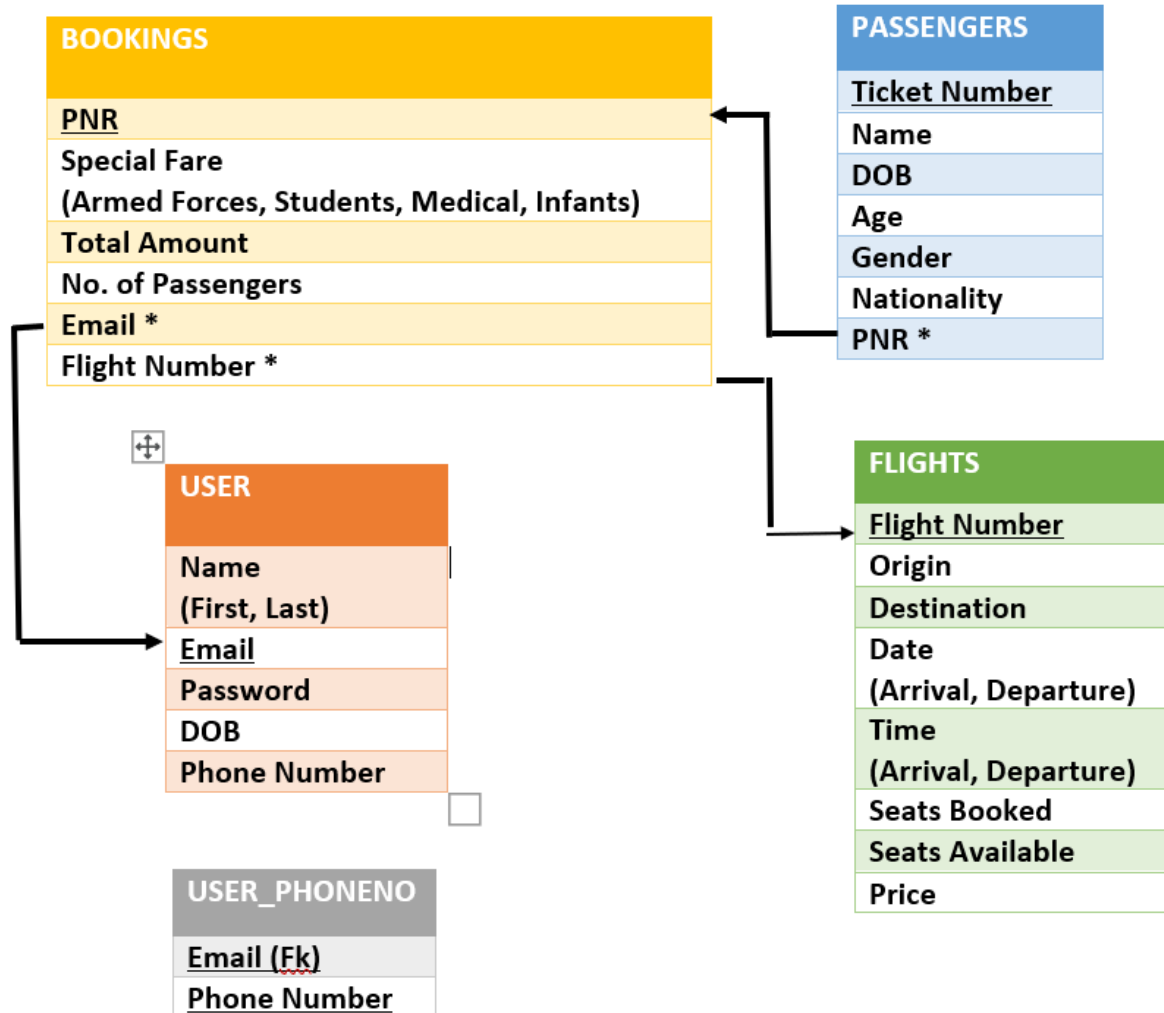 BOOKINGS
PNR
Special Fare
(Armed Forces, Students, Medical, Infants)
Total Amount
No. of Passengers
Email *
Flight Number *
PASSENGERS
Ticket Number
Name
DOB
Age
Gender
Nationality
PNR *
USER
Name
(First, Last)
Email
Password
DOB
Phone Number
FLIGHTS
Flight Number
Origin
Destination
Date
(Arrival, Departure)
Time
(Arrival, Departure)
Seats Booked
Seats Available
Price
USER_PHONENO
Email (Fk)
Phone Number